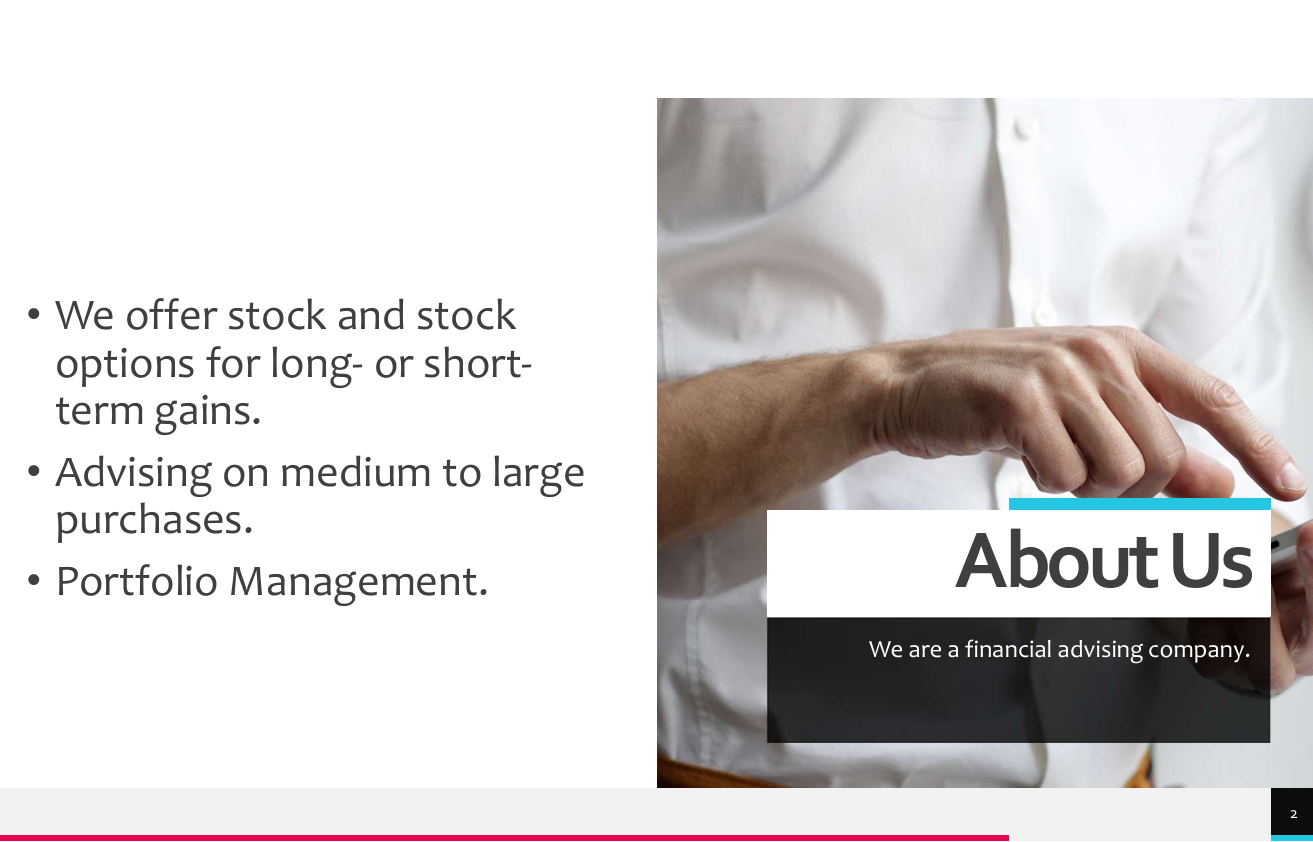 • We offer stock and stock
options for long- or short-
term gains.
• Advising on medium to large
purchases.
• Portfolio Management.
About Us
We are a financial advising company.
2